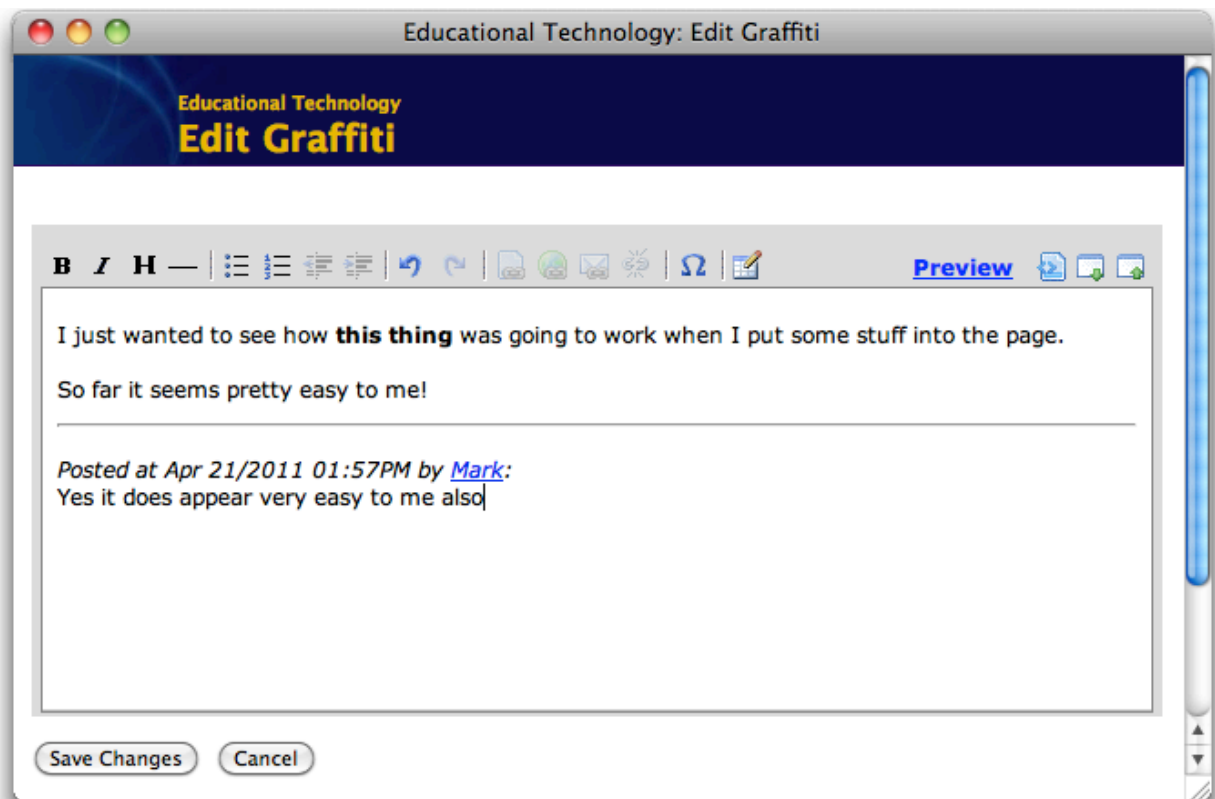 Educational Technology: Edit Graffiti
Educational Technology
Edit Graffiti
B I H Ω Preview
I just wanted to see how this thing was going to work when I put some stuff into the page.
So far it seems pretty easy to me!
Posted at Apr 21/2011 01:57PM by Mark:
Yes it does appear very easy to me also
Save Changes Cancel